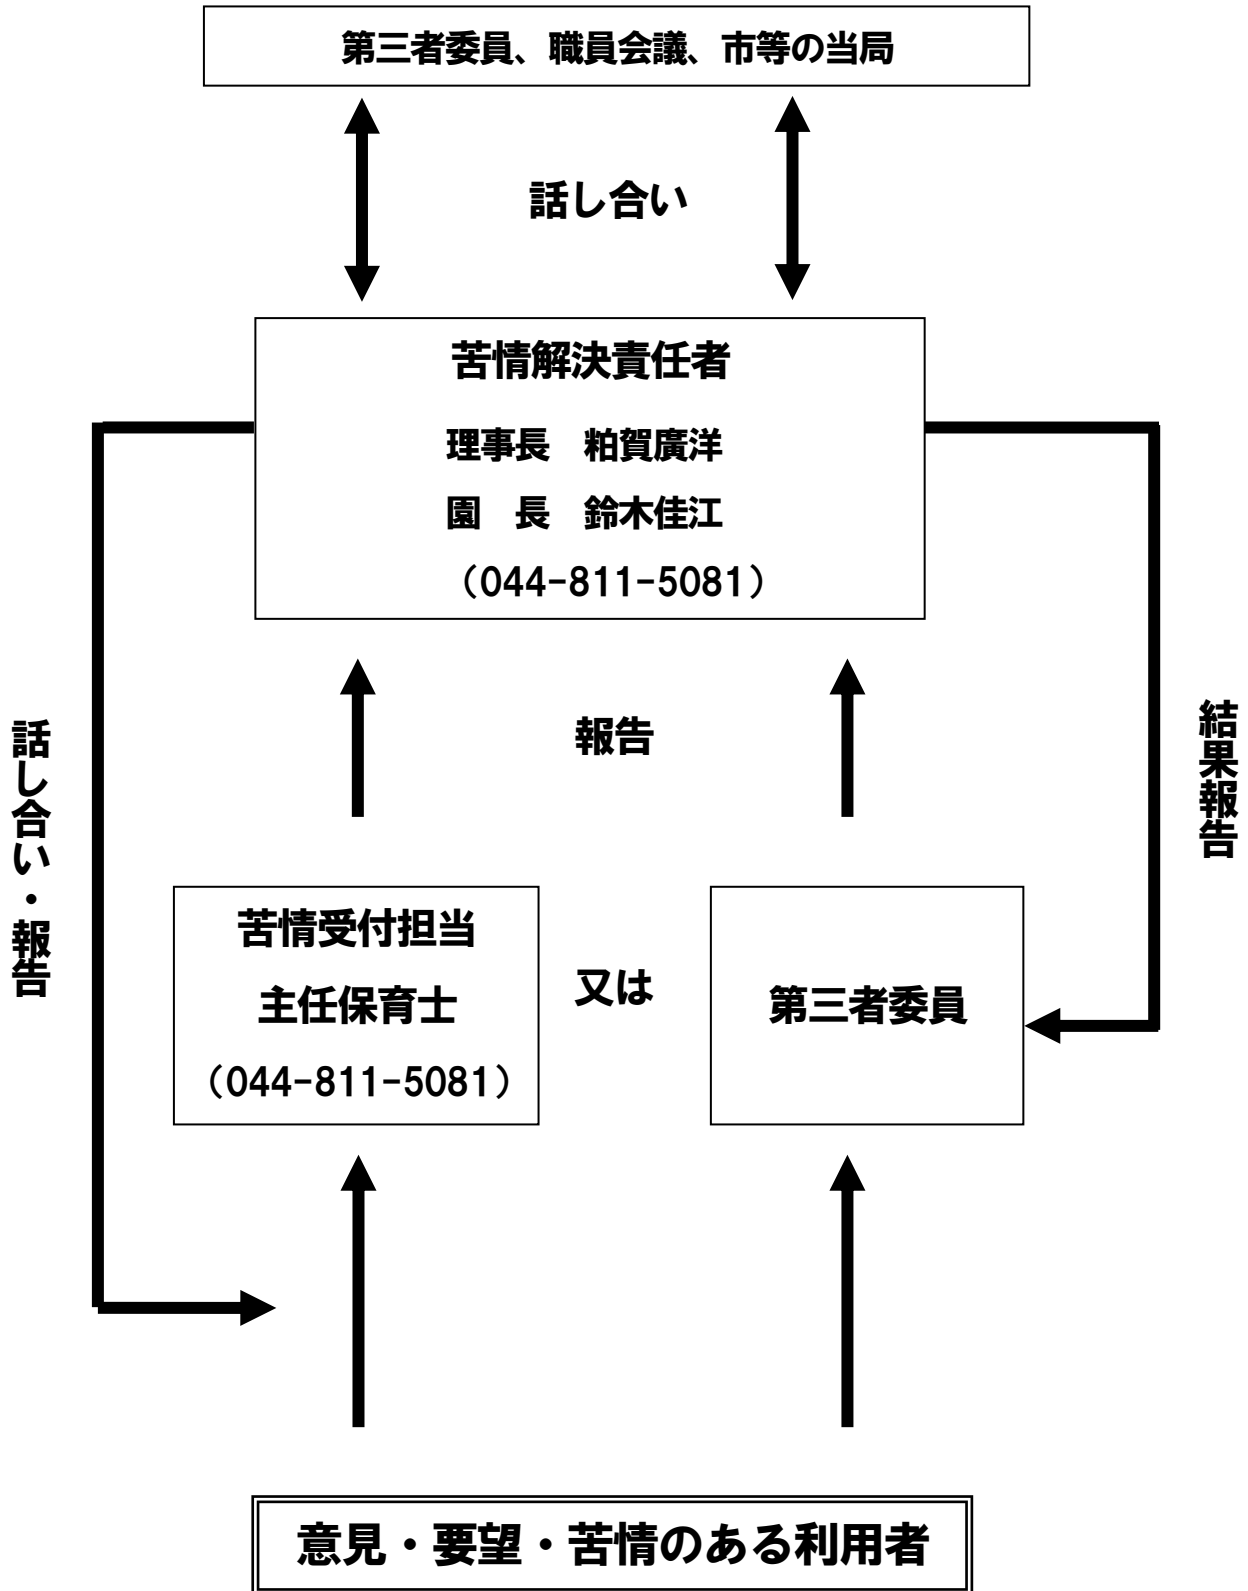 第三者委員、職員会議、市等の当局
話し合い
苦情解決責任者
理事長　粕賀廣洋
園　長　鈴木佳江
（044-811-5081）
報告
話し合い・報告
結果報告
苦情受付担当
主任保育士
（044-811-5081）
又は
第三者委員
意見・要望・苦情のある利用者